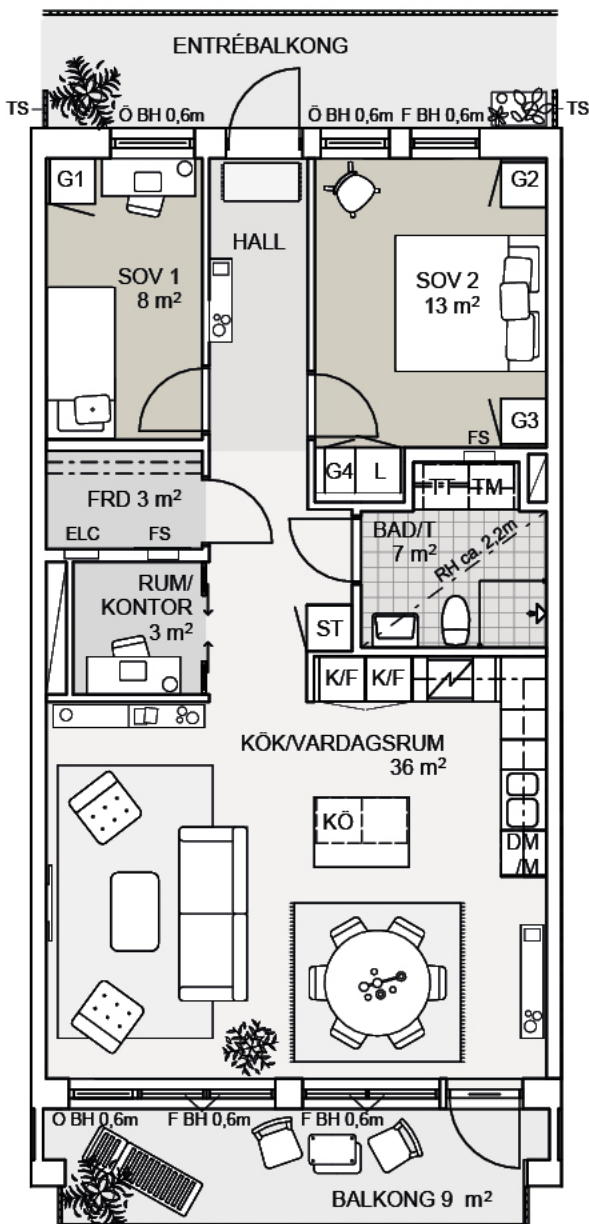 ENTRÉBALKONG
TS
TS
Ö BH 0,6m
Ö BH 0,6m
F BH 0,6m
G1
G2
HALL
SOV 1
8 m²
SOV 2
13 m²
G3
FS
G4
L
TT
TM
FRD 3 m²
ELC
FS
BAD/T
7 m²
RH ca. 2,2m
RUM/
KONTOR
3 m²
ST
K/F
K/F
KÖK/VARDAGSRUM
36 m²
KÖ
DM
/M
Ö BH 0,6m
F BH 0,6m
F BH 0,6m
BALKONG 9 m²